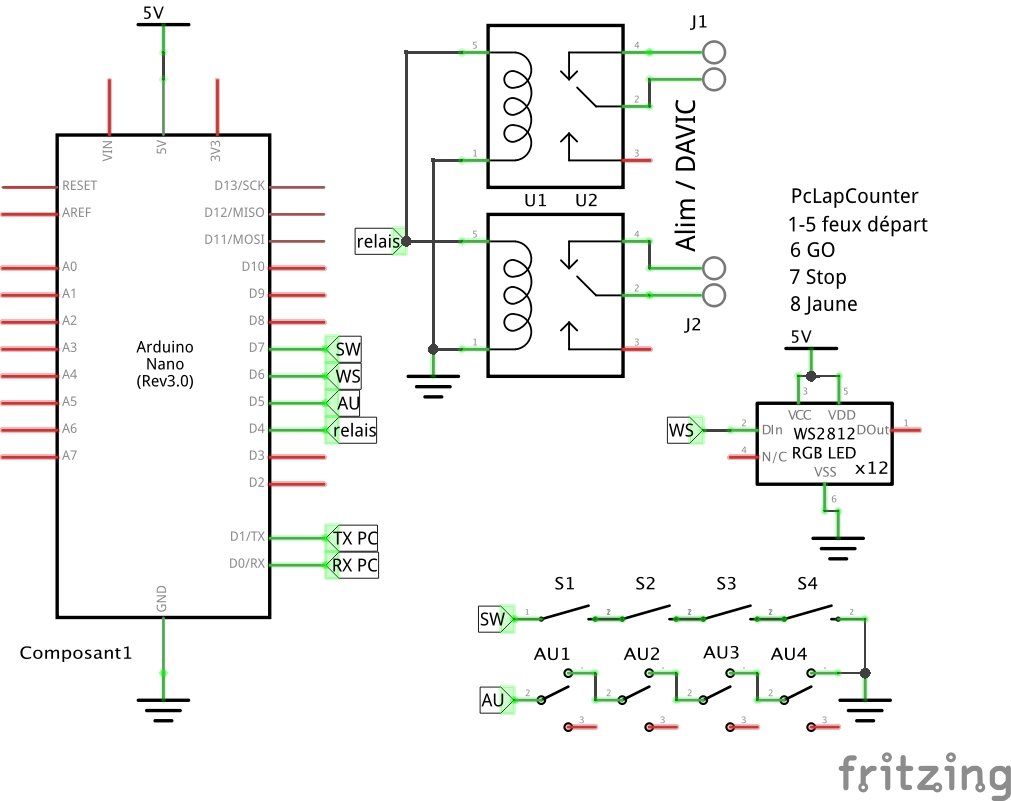 5V
VIN
5V
3V3
RESET
AREF
A0
A1
A2
A3
A4
A5
A6
A7
D13/SCK
D12/MISO
D11/MOSI
D10
D9
D8
D7
D6
D5
D4
D3
D2
D1/TX
D0/RX
Arduino
Nano
(Rev3.0)
GND
Composant1
SW
WS
AU
relais
TX PC
RX PC
relais
5
1
4
2
3
U1
U2
5
1
4
2
3
J1
Alim / DAVIC
J2
PcLapCounter
1-5 feux départ
6 GO
7 Stop
8 Jaune
5V
3
5
VCC
VDD
WS
2
DIn
WS2812
DOut
1
4
N/C
RGB LED
x12
VSS
6
S1
S2
S3
S4
SW
1
2
2
2
2
AU1
AU2
AU3
AU4
AU
2
2
2
2
3
3
3
3
fritzing